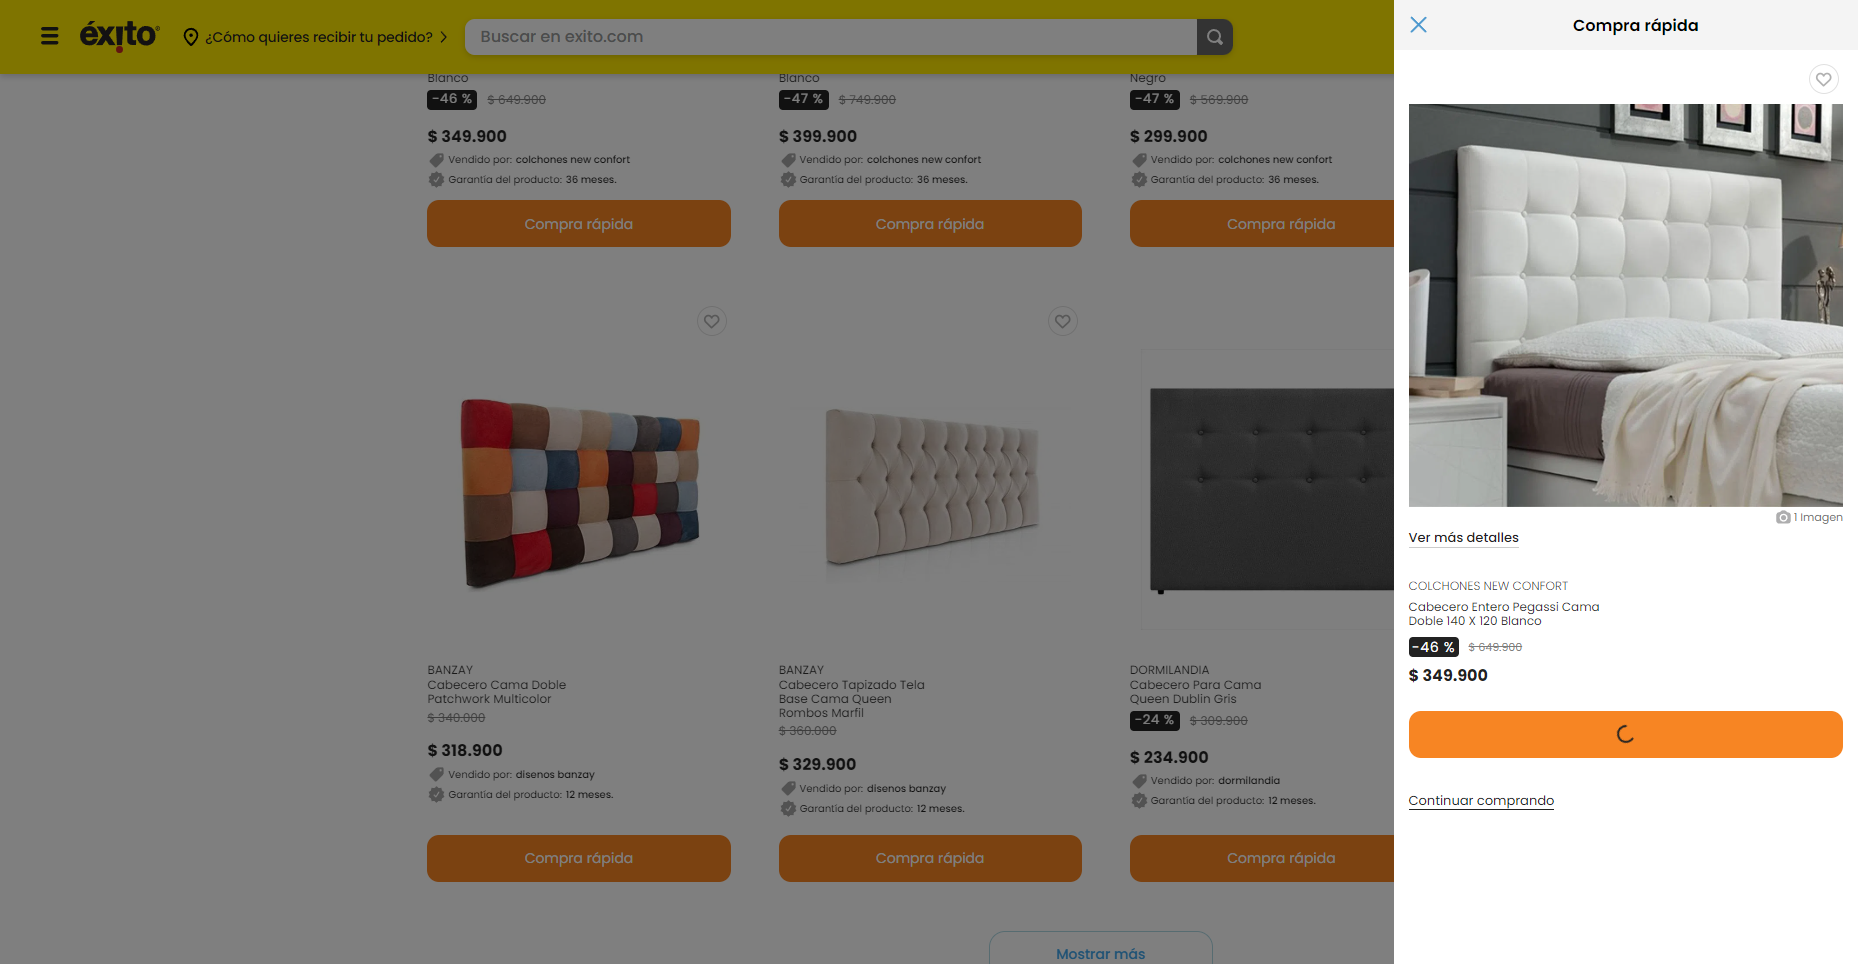 éxito
¿Cómo quieres recibir tu pedido?
Buscar en exito.com
Blanco
-46 % $ 649.900
$ 349.900
Vendido por: colchones new confort
Garantía del producto: 36 meses.
Compra rápida
Blanco
-47 % $ 749.900
$ 399.900
Vendido por: colchones new confort
Garantía del producto: 36 meses.
Compra rápida
Negro
-47 % $ 569.900
$ 299.900
Vendido por: colchones new confort
Garantía del producto: 36 meses.
Compra rápida
BANZAY
Cabecero Cama Doble
Patchwork Multicolor
$ 340.000
$ 318.900
Vendido por: disenos banzay
Garantía del producto: 12 meses.
Compra rápida
BANZAY
Cabecero Tapizado Tela
Base Cama Queen
Rombos Marfil
$ 360.000
$ 329.900
Vendido por: disenos banzay
Garantía del producto: 12 meses.
Compra rápida
DORMILANDIA
Cabecero Para Cama
Queen Dublin Gris
-24 % $ 309.900
$ 234.900
Vendido por: dormilandia
Garantía del producto: 12 meses.
Compra rápida
Mostrar más
Compra rápida
1 Imagen
Ver más detalles
COLCHONES NEW CONFORT
Cabecero Entero Pegassi Cama
Doble 140 X 120 Blanco
-46 % $ 649.900
$ 349.900
Continuar comprando